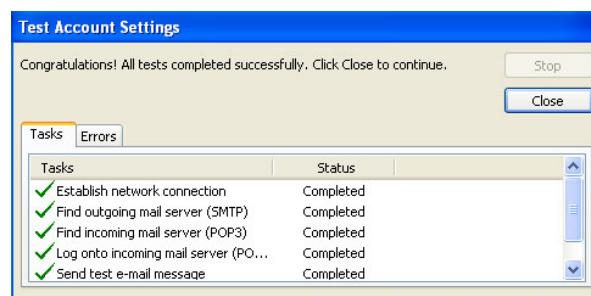 Test Account Settings
Congratulations! All tests completed successfully. Click Close to continue.
Stop
Close
Tasks Errors
Tasks Status
Establish network connection Completed
Find outgoing mail server (SMTP) Completed
Find incoming mail server (POP3) Completed
Log onto incoming mail server (PO... Completed
Send test e-mail message Completed